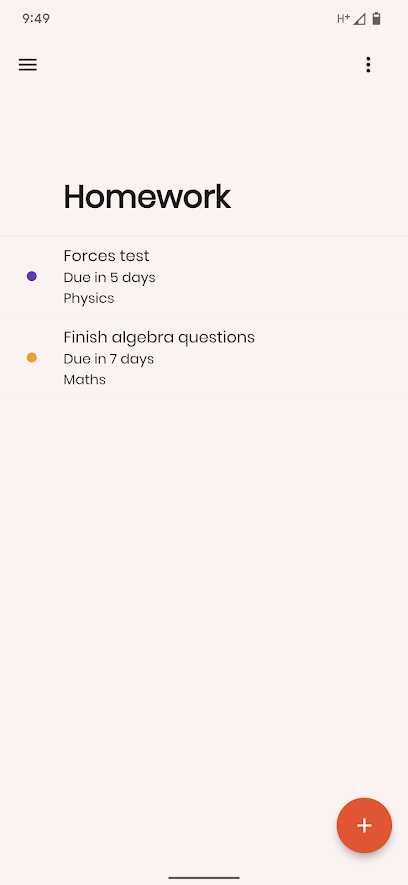 9:49
H+
Homework
Forces test
Due in 5 days
Physics
Finish algebra questions
Due in 7 days
Maths